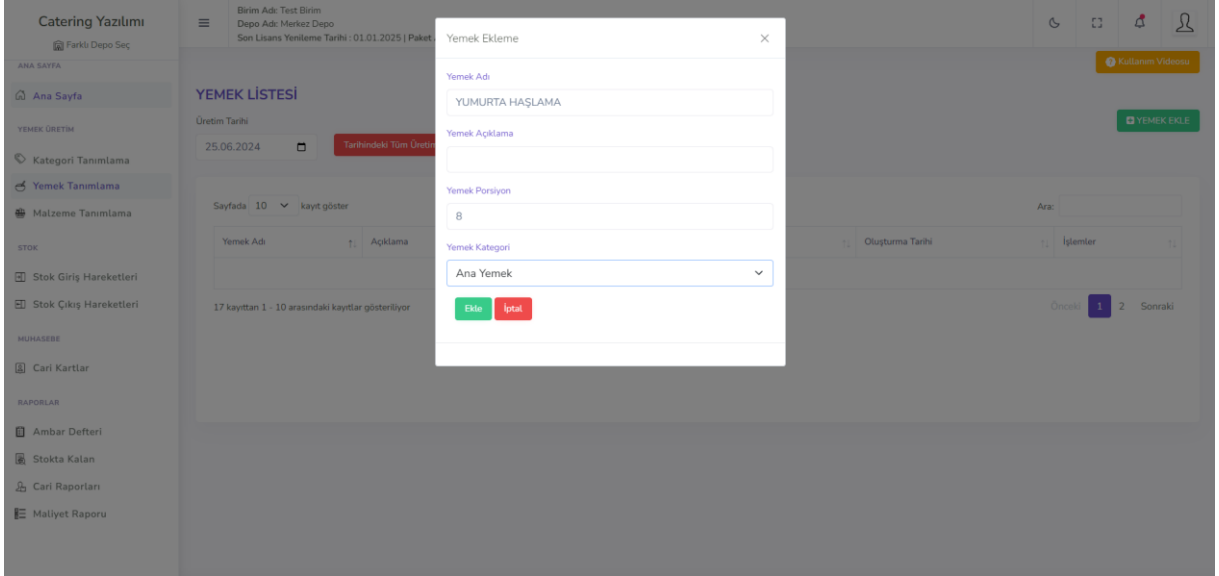 Catering Yazılımı
Farklı Depo Seç
ANA SAYFA
Ana Sayfa
YEMEK ÜRETİM
Kategori Tanımlama
Yemek Tanımlama
Malzeme Tanımlama
STOK
Stok Giriş Hareketleri
Stok Çıkış Hareketleri
MUHASEBE
Cari Kartlar
RAPORLAR
Ambar Defteri
Stokta Kalan
Cari Raporları
Maliyet Raporu
Birim Adı: Test Birim
Depo Adı: Merkez Depo
Son Lisans Yenileme Tarihi : 01.01.2025 | Paket
Kullanım Videosu
YEMEK LİSTESİ
YEMEK EKLE
Üretim Tarihi
25.06.2024
Tarihindeki Tüm
Sayfada 10 kayıt göster
Ara:
Yemek Adı Açıklama Oluşturma Tarihi İşlemler
17 kayıttan 1 - 10 arasındaki kayıtlar gösteriliyor
Önceki 1 2 Sonraki
Yemek Ekleme
Yemek Adı
YUMURTA HAŞLAMA
Yemek Açıklama
Yemek Porsiyon
8
Yemek Kategori
Ana Yemek
Ekle İptal